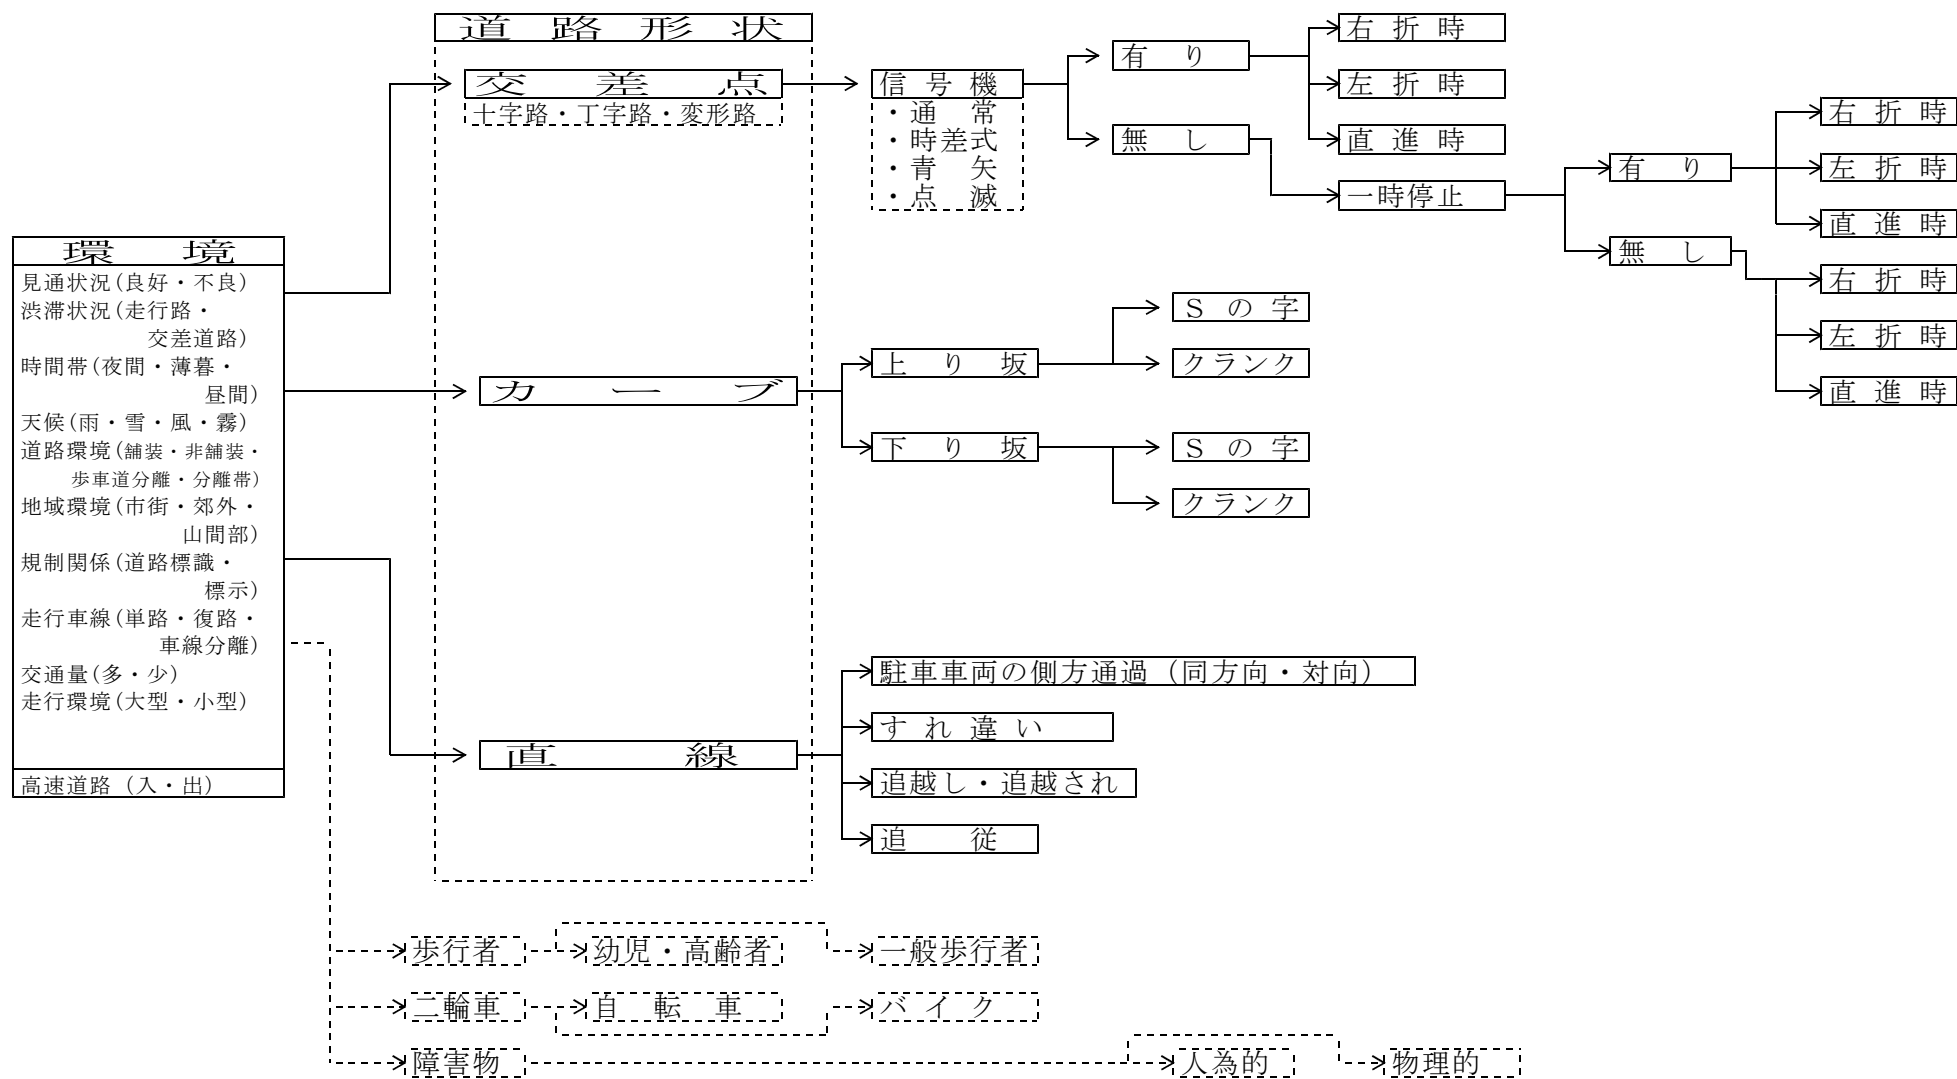 環境
見通状況(良好・不良)
渋滞状況(走行路・
交差道路)
時間帯(夜間・薄暮・
昼間)
天候(雨・雪・風・霧)
道路環境(舗装・非舗装・
歩車道分離・分離帯)
地域環境(市街・郊外・
山間部)
規制関係(道路標識・
標示)
走行車線(単路・復路・
車線分離)
交通量(多・少)
走行環境(大型・小型)
高速道路(入・出)
道路形状
交差点
十字路・丁字路・変形路
信号機
・通常
・時差式
・青矢
・点滅
有り
右折時
左折時
直進時
無し
一時停止
有り
右折時
左折時
直進時
無し
右折時
左折時
直進時
カーブ
上り坂
Sの字
クランク
下り坂
Sの字
クランク
直線
駐車車両の側方通過(同方向・対向)
すれ違い
追越し・追越され
追従
歩行者
幼児・高齢者
一般歩行者
二輪車
自転車
バイク
障害物
人為的
物理的